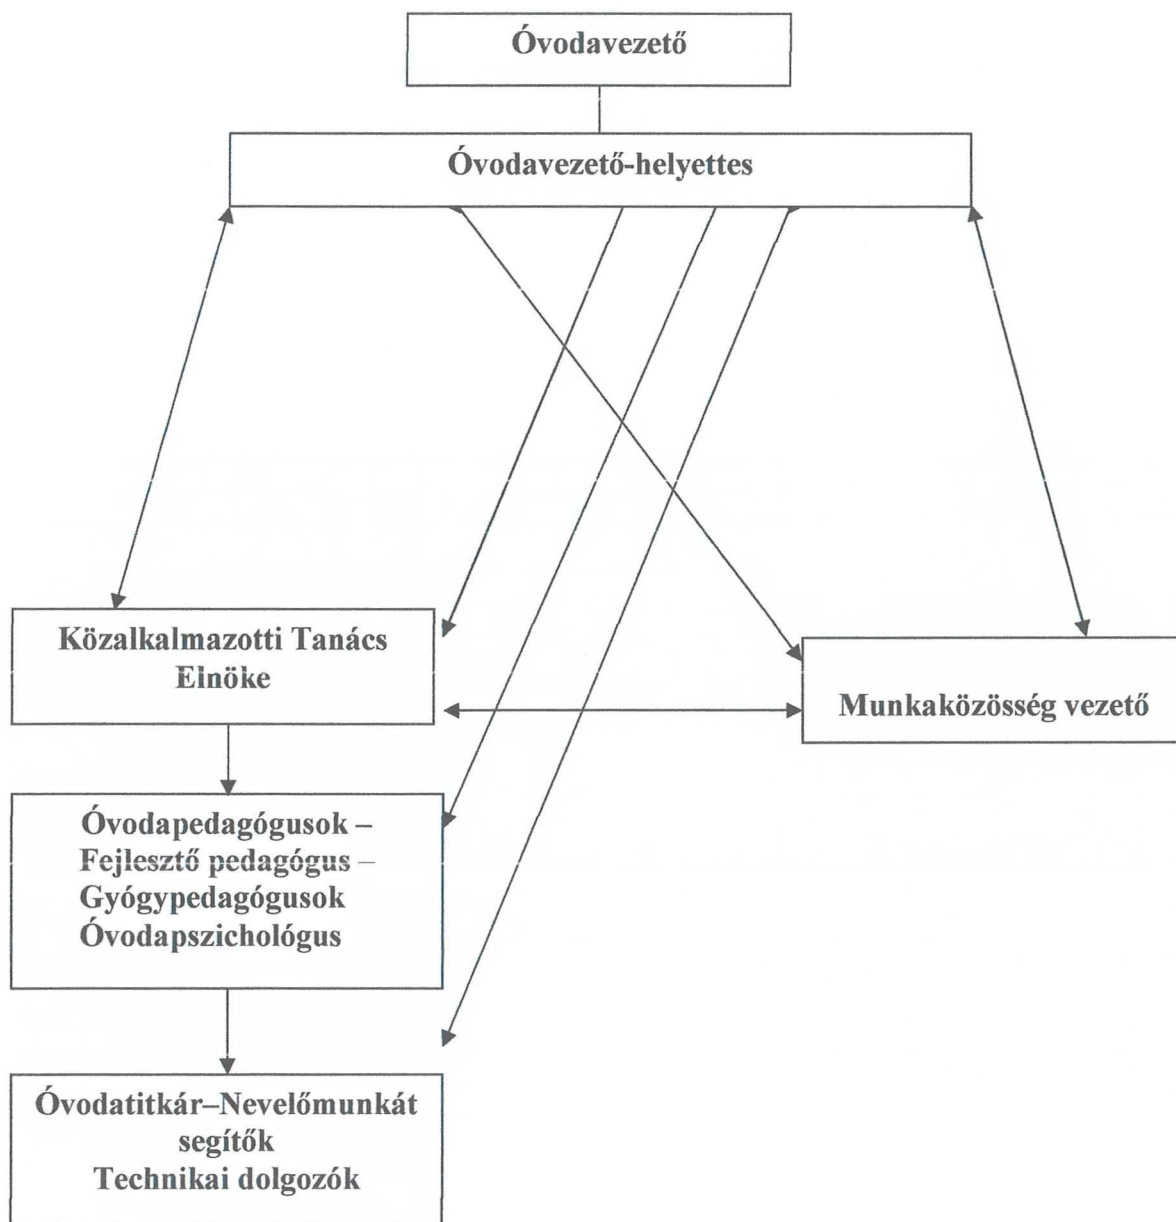 Óvodavezető
Óvodavezető-helyettes
Közalkalmazotti Tanács
Elnöke
Munkaközösség vezető
Óvodapedagógusok –
Fejlesztő pedagógus –
Gyógypedagógusok
Óvodapszichológus
Óvodatitkár–Nevelőmunkát
segítők
Technikai dolgozók